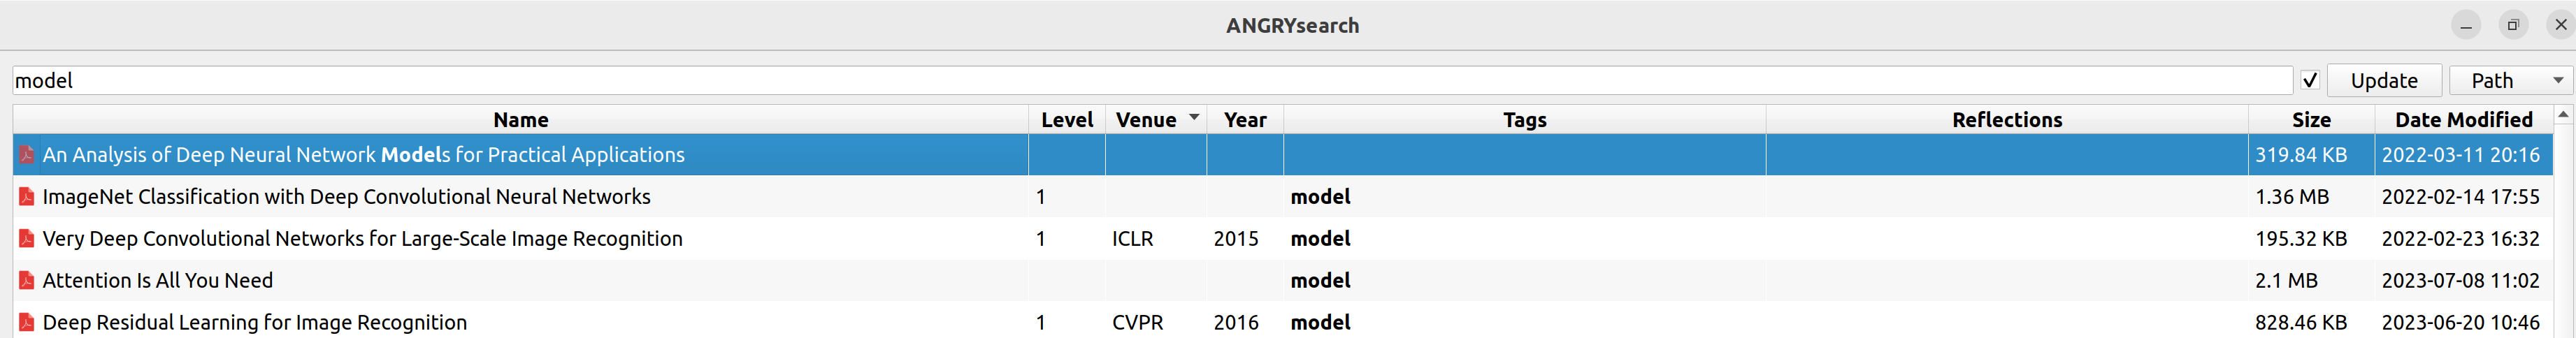 ANGRYsearch
model Update Path
Name Level Venue Year Tags Reflections Size Date Modified
An Analysis of Deep Neural Network Models for Practical Applications 319.84 KB 2022-03-11 20:16
ImageNet Classification with Deep Convolutional Neural Networks 1 model 1.36 MB 2022-02-14 17:55
Very Deep Convolutional Networks for Large-Scale Image Recognition 1 ICLR 2015 model 195.32 KB 2022-02-23 16:32
Attention Is All You Need model 2.1 MB 2023-07-08 11:02
Deep Residual Learning for Image Recognition 1 CVPR 2016 model 828.46 KB 2023-06-20 10:46